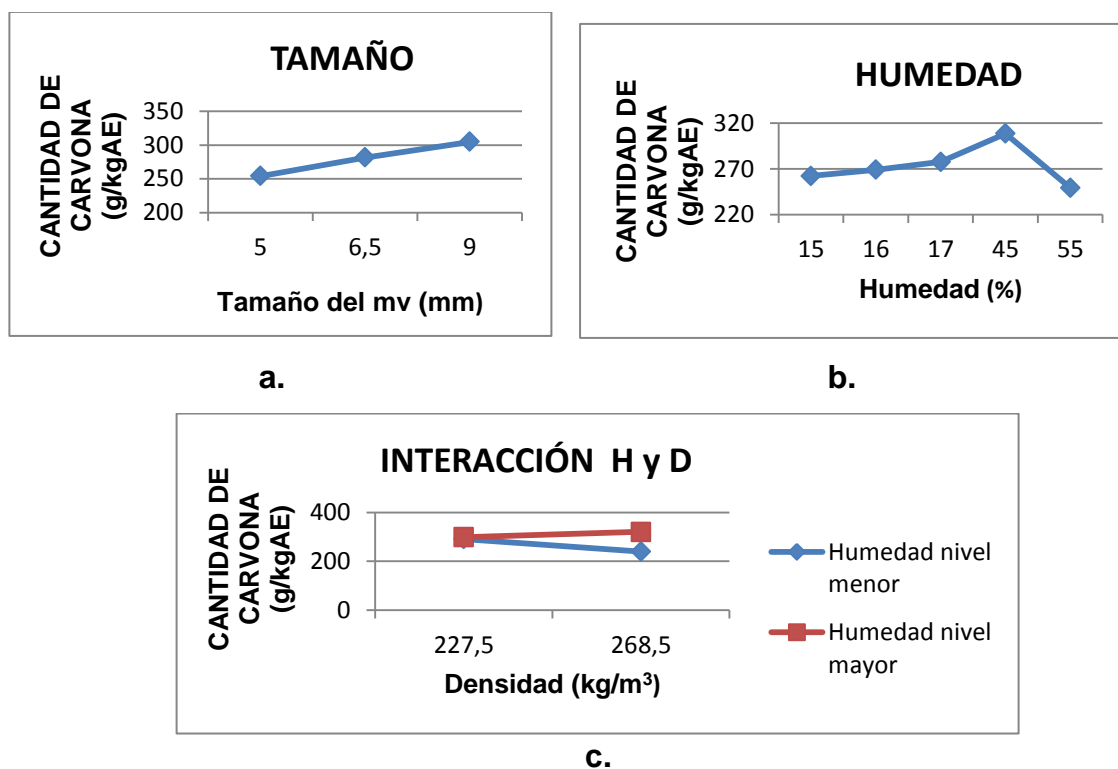 TAMAÑO
CANTIDAD DE
CARVONA
(g/kgAE)
350
300
250
200
5 6,5 9
Tamaño del mv (mm)
a.
HUMEDAD
CANTIDAD DE
CARVONA
(g/kgAE)
320
270
220
15 16 17 45 55
Humedad (%)
b.
INTERACCIÓN H y D
CANTIDAD DE
CARVONA
(g/kgAE)
400
200
0
227,5 268,5
Densidad (kg/m³)
Humedad nivel
menor
Humedad nivel
mayor
c.